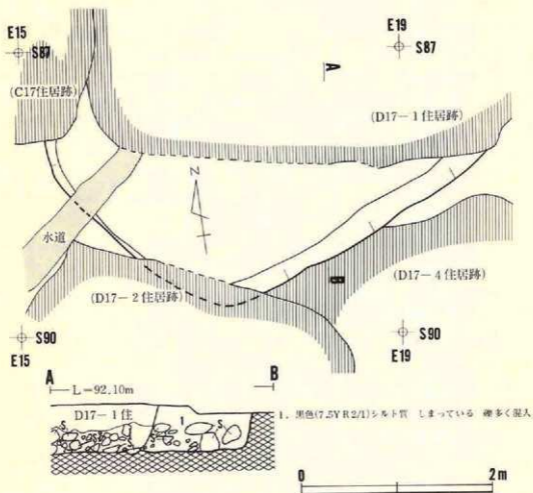 E15
S87
E19
S87
A
(C17住居跡)
(D17-1住居跡)
N
水道
B
(D17-4住居跡)
(D17-2住居跡)
S90
E15
S90
E19
A
B
L=92.10m
D17-1住
1
S
S
S
S
1. 黒色(7.5YR2/1)シルト質 しまっている 礫多く混入
0
2m